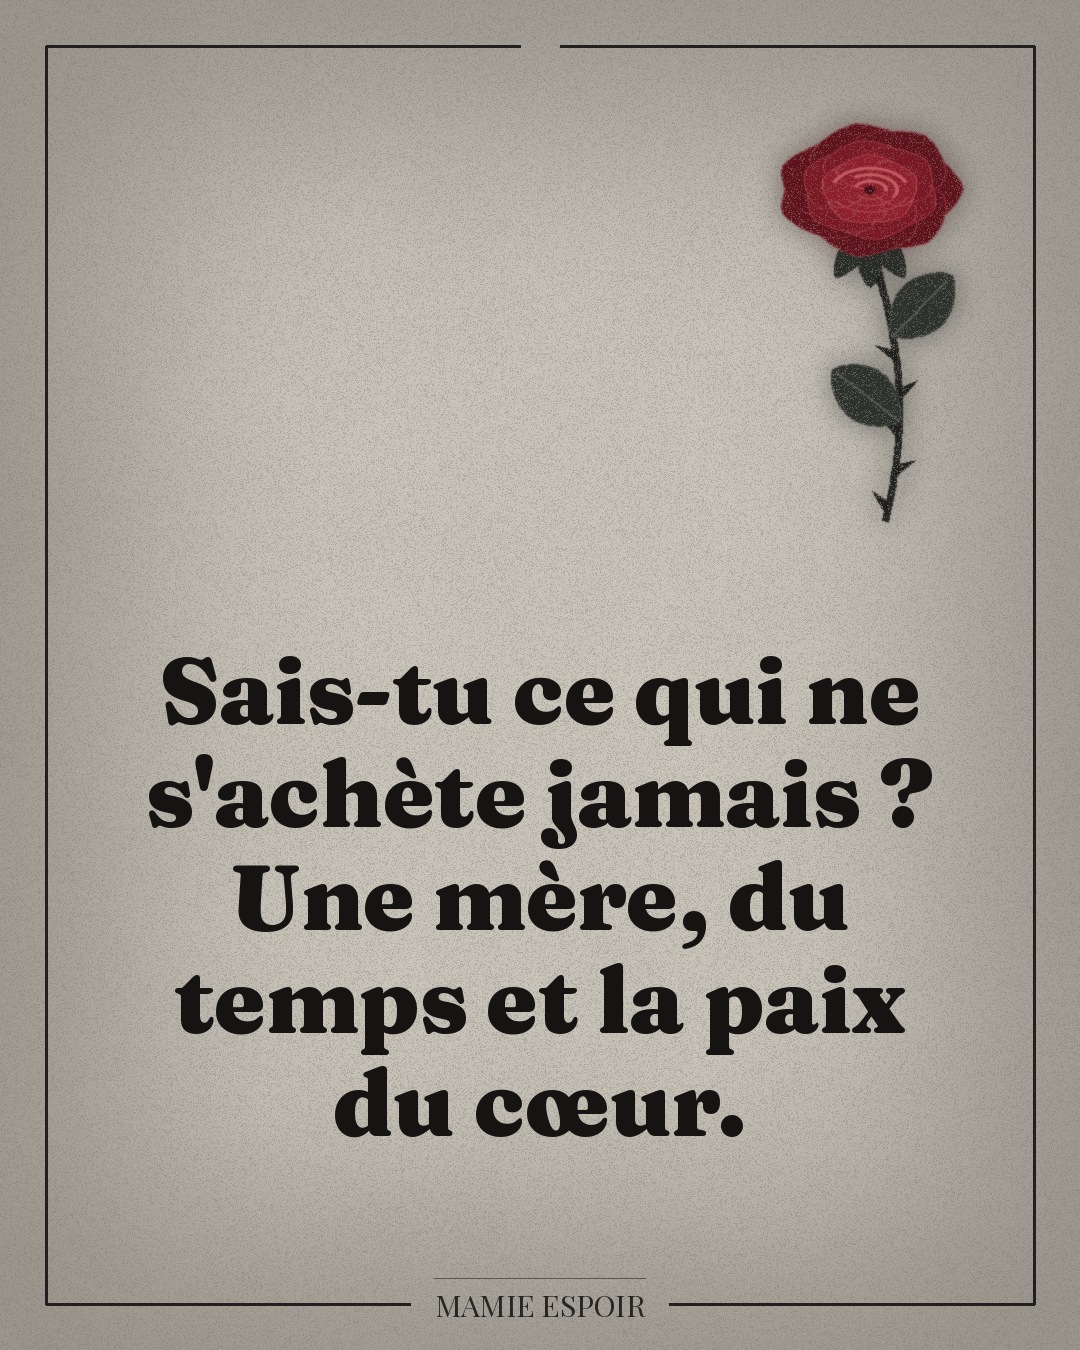 Sais-tu ce qui ne
s'achète jamais ?
Une mère, du
temps et la paix
du cœur.
MAMIE ESPOIR